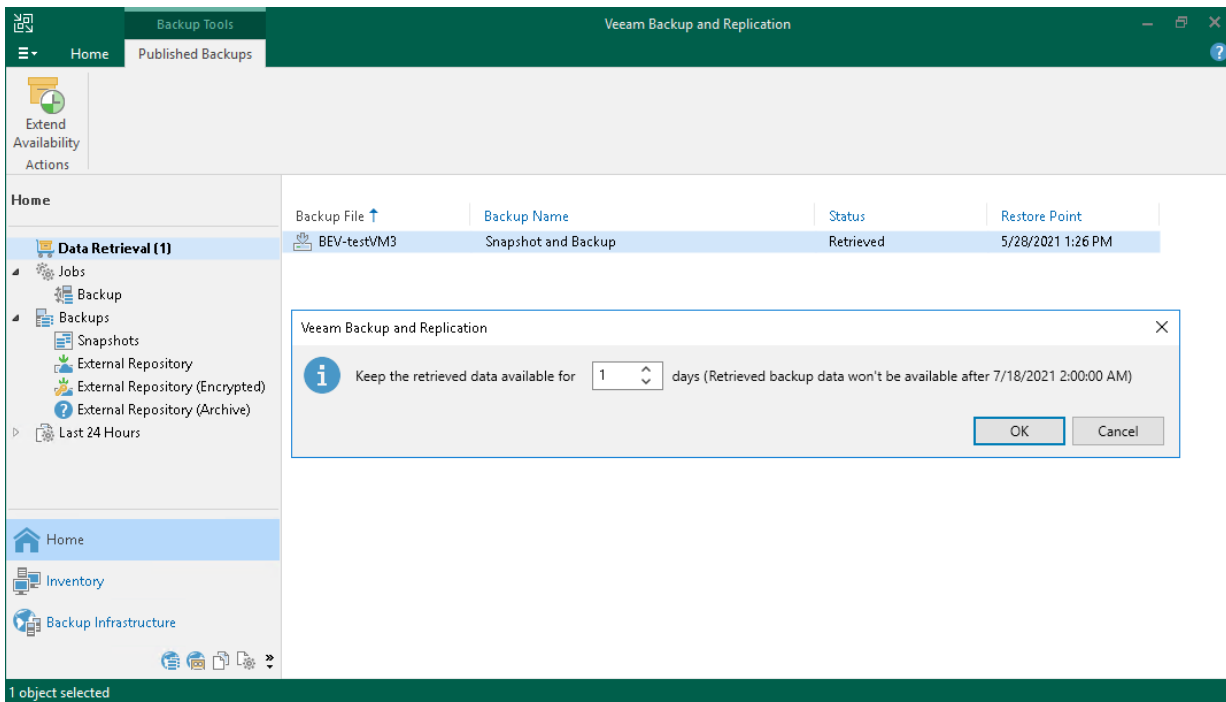 Backup Tools
Veeam Backup and Replication
Home
Published Backups
Extend
Availability
Actions
Home
Data Retrieval (1)
Jobs
Backup
Backups
Snapshots
External Repository
External Repository (Encrypted)
External Repository (Archive)
Last 24 Hours
Home
Inventory
Backup Infrastructure
Backup File Backup Name Status Restore Point
BEV-testVM3 Snapshot and Backup Retrieved 5/28/2021 1:26 PM
Veeam Backup and Replication
Keep the retrieved data available for 1 days (Retrieved backup data won't be available after 7/18/2021 2:00:00 AM)
OK Cancel
1 object selected